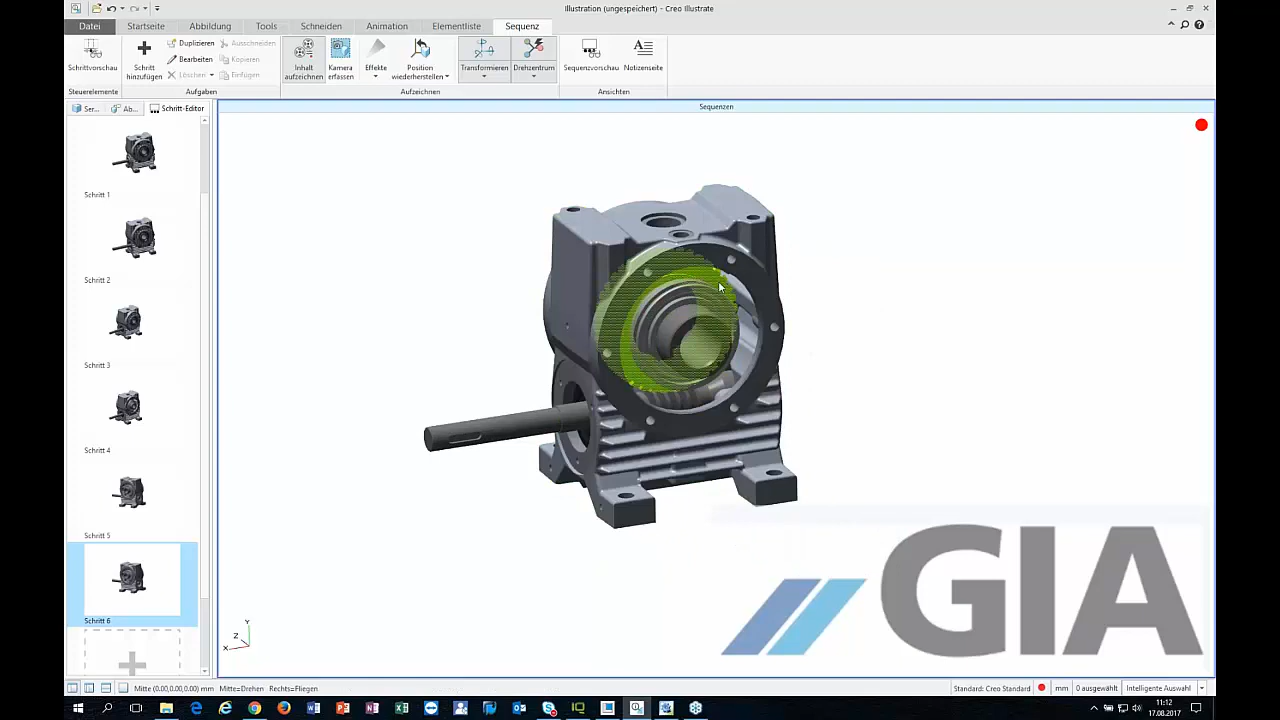 Illustration (ungespeichert) - Creo Illustrate
Datei Startseite Abbildung Tools Schneiden Animation Elementliste Sequenz
Schrittvorschau
Schritt hinzufügen
Duplizieren Ausschneiden
Bearbeiten Kopieren
Löschen Einfügen
Inhalt aufzeichnen
Kamera erfassen
Effekte
Position wiederherstellen
Transformieren
Drehzentrum
Sequenzvorschau
Notizenseite
Steuerelemente Aufgaben Aufzeichnen Ansichten
Ser... Ab... Schritt-Editor
Sequenzen
Schritt 1
Schritt 2
Schritt 3
Schritt 4
Schritt 5
Schritt 6
Y
Z
X
GIA
Mitte (0.00,0.00,0.00) mm Mitte=Drehen Rechts=Fliegen
Standard: Creo Standard mm 0 ausgewählt Intelligente Auswahl
11:12
17.08.2017